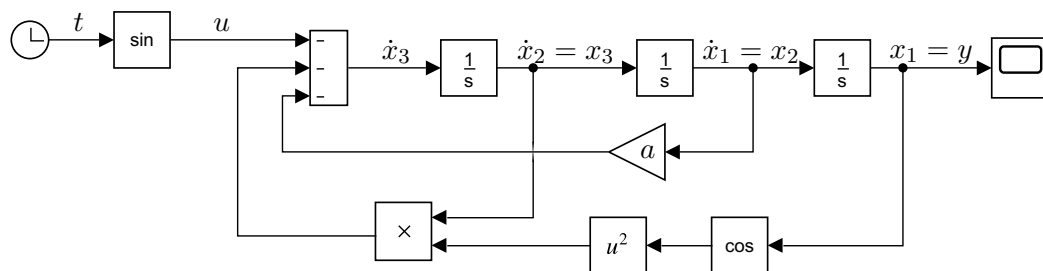 t
sin
u
-
-
-
ẋ₃
1
s
ẋ₂ = x₃
1
s
ẋ₁ = x₂
1
s
x₁ = y
a
×
u²
cos